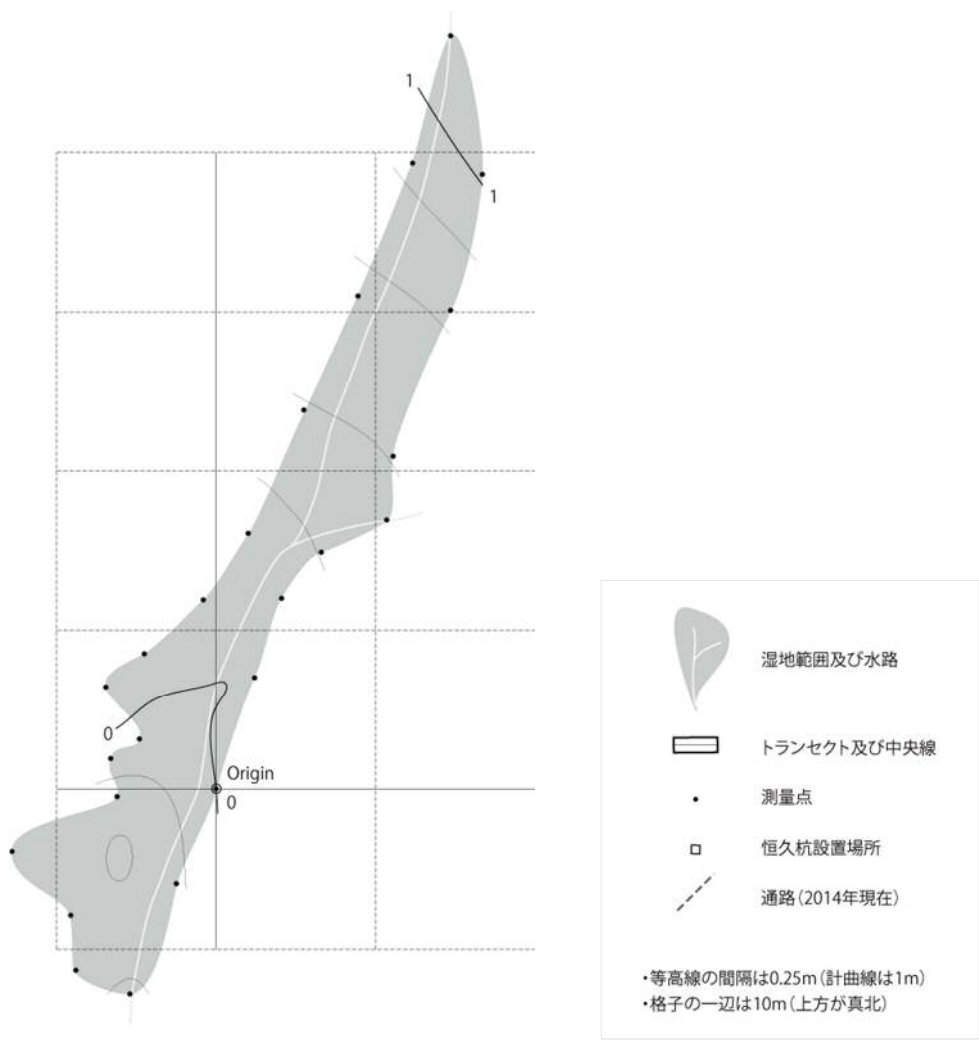 1
1
0
Origin
0
湿地範囲及び水路
トランセクト及び中央線
測量点
恒久杭設置場所
通路(2014年現在)
・等高線の間隔は0.25m(計曲線は1m)
・格子の一辺は10m(上方が真北)